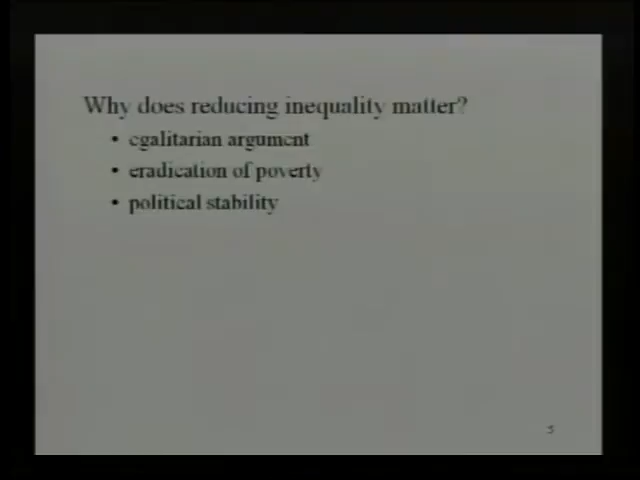 Why does reducing inequality matter?
• egalitarian argument
• eradication of poverty
• political stability
5